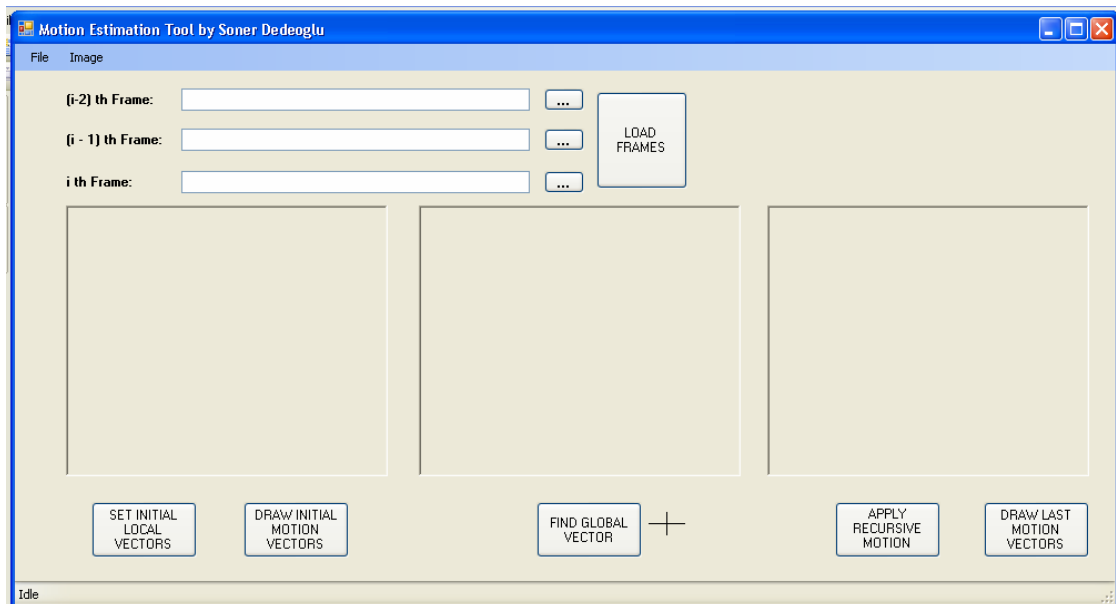 Motion Estimation Tool by Soner Dedeoglu
File Image
(i-2) th Frame:
...
(i - 1) th Frame:
...
i th Frame:
...
LOAD
FRAMES
SET INITIAL
LOCAL
VECTORS
DRAW INITIAL
MOTION
VECTORS
FIND GLOBAL
VECTOR
APPLY
RECURSIVE
MOTION
DRAW LAST
MOTION
VECTORS
Idle